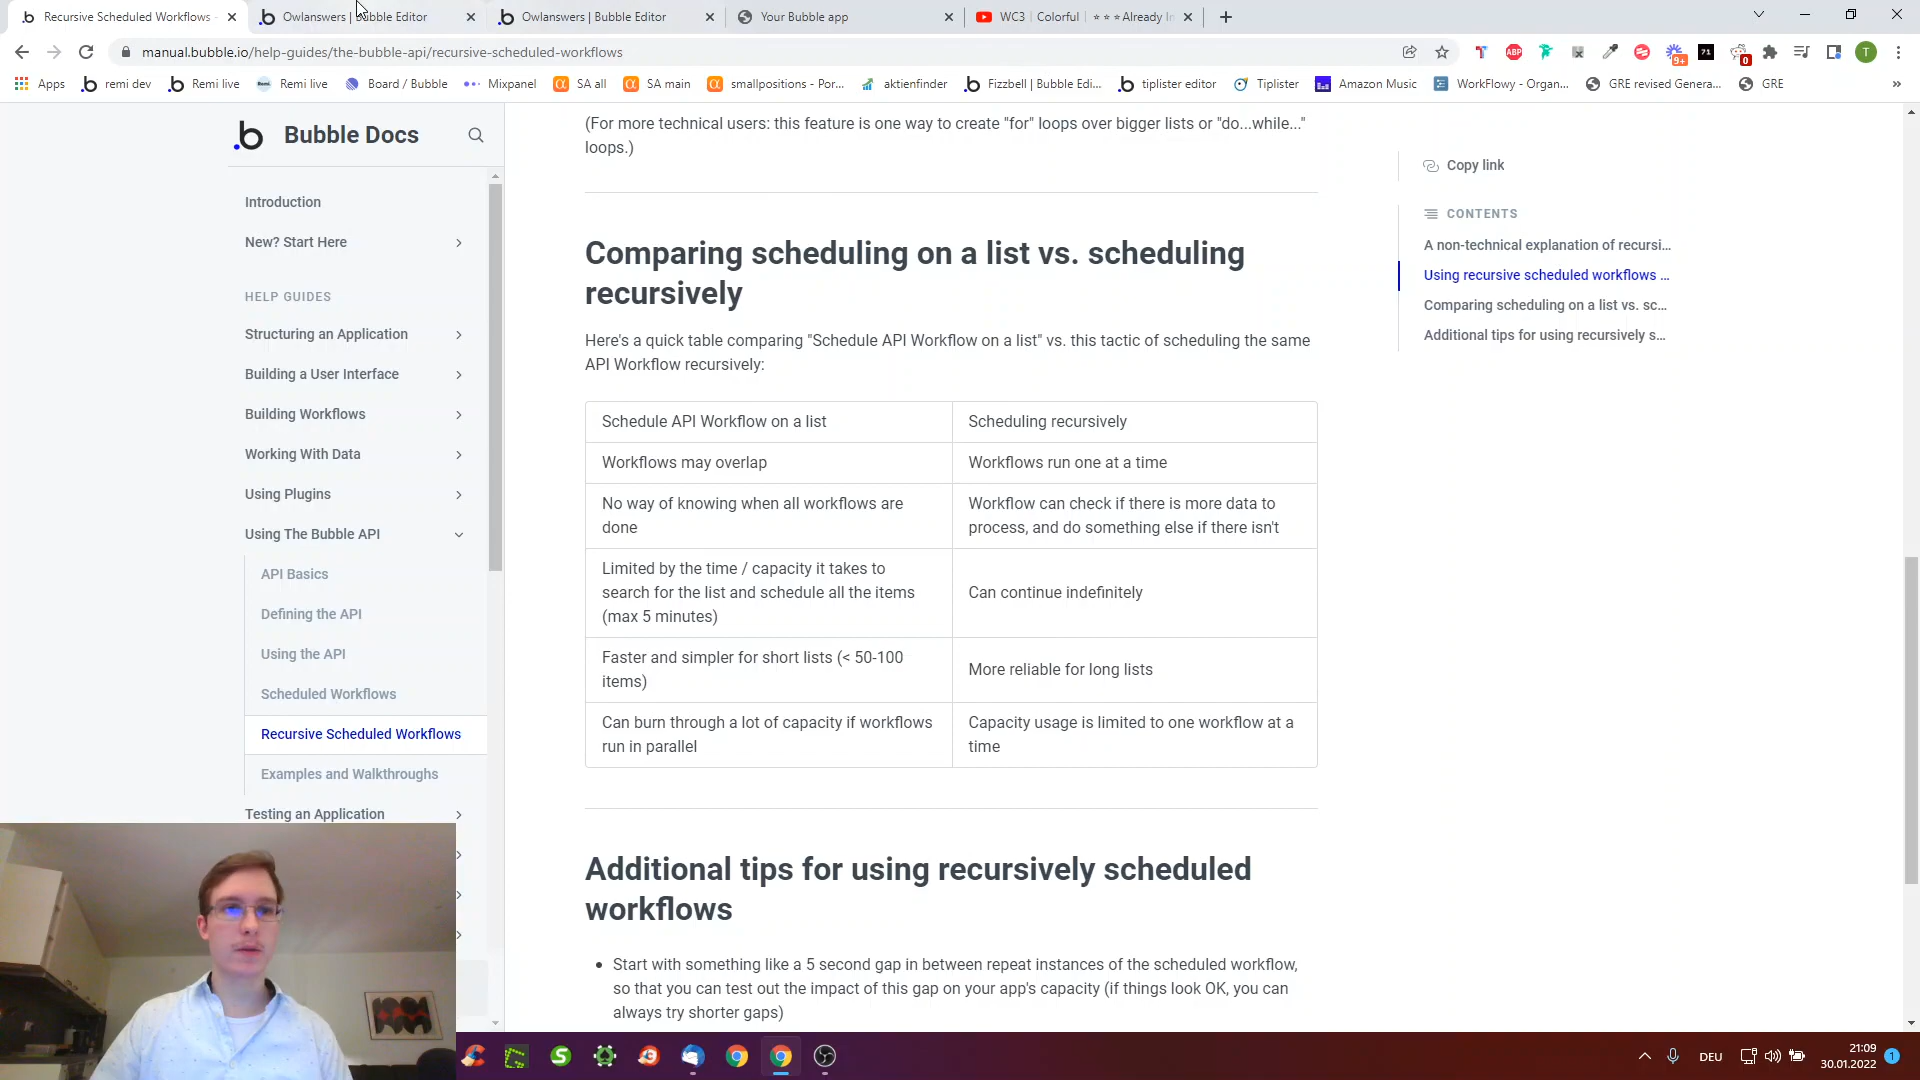 Recursive Scheduled Workflows -
Owlanswers | Bubble Editor
Owlanswers | Bubble Editor
Your Bubble app
WC3 | Colorful
manual.bubble.io/help-guides/the-bubble-api/recursive-scheduled-workflows
Apps
remi dev
Remi live
Remi live
Board / Bubble
Mixpanel
SA all
SA main
smallpositions - Por...
aktienfinder
Fizzbell | Bubble Edi...
tiplister editor
Tiplister
Amazon Music
WorkFlowy - Organ...
GRE revised Genera...
GRE
Bubble Docs
Introduction
New? Start Here
HELP GUIDES
Structuring an Application
Building a User Interface
Building Workflows
Working With Data
Using Plugins
Using The Bubble API
API Basics
Defining the API
Using the API
Scheduled Workflows
Recursive Scheduled Workflows
Examples and Walkthroughs
Testing an Application
(For more technical users: this feature is one way to create "for" loops over bigger lists or "do...while..."
loops.)
Comparing scheduling on a list vs. scheduling
recursively
Here's a quick table comparing "Schedule API Workflow on a list" vs. this tactic of scheduling the same
API Workflow recursively:
Schedule API Workflow on a list
Scheduling recursively
Workflows may overlap
Workflows run one at a time
No way of knowing when all workflows are
done
Workflow can check if there is more data to
process, and do something else if there isn't
Limited by the time / capacity it takes to
search for the list and schedule all the items
(max 5 minutes)
Can continue indefinitely
Faster and simpler for short lists (< 50-100
items)
More reliable for long lists
Can burn through a lot of capacity if workflows
run in parallel
Capacity usage is limited to one workflow at a
time
Additional tips for using recursively scheduled
workflows
Start with something like a 5 second gap in between repeat instances of the scheduled workflow,
so that you can test out the impact of this gap on your app's capacity (if things look OK, you can
always try shorter gaps)
Copy link
CONTENTS
A non-technical explanation of recursi...
Using recursive scheduled workflows ...
Comparing scheduling on a list vs. sc...
Additional tips for using recursively s...
DEU
21:09
30.01.2022
1